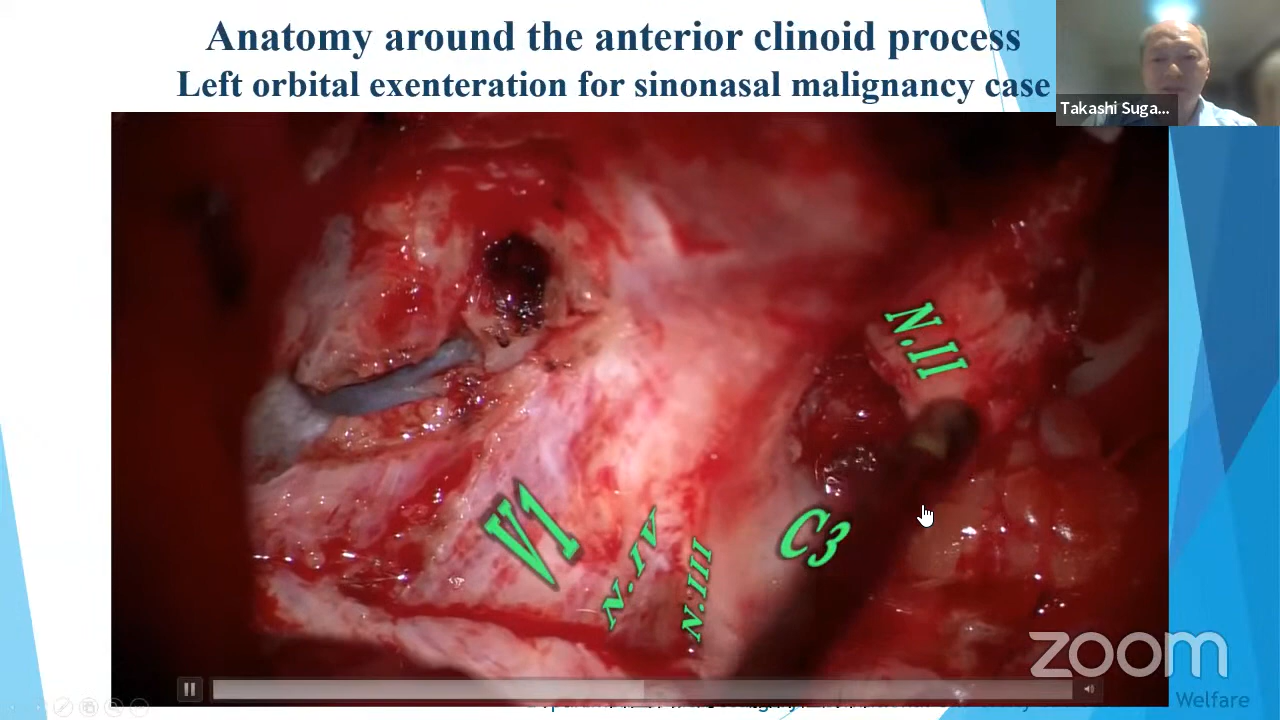 Anatomy around the anterior clinoid process
Left orbital exenteration for sinonasal malignancy case
Takashi Suga...
N.II
V1
N.IV
N.III
C3
zoom
Welfare